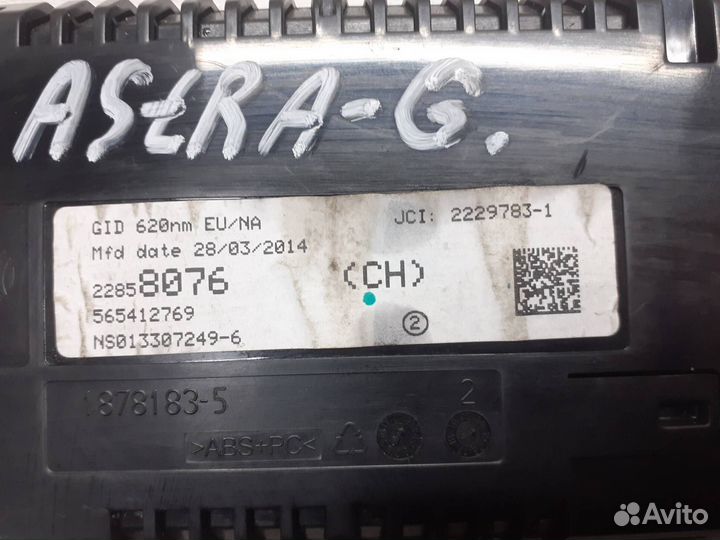 AStRA-G.
GID 620nm EU/NA
JCI: 2229783-1
Mfd date 28/03/2014
22858076
(CH)
565412769
2
NS013307249-6
1878183-5
2
>ABS+PC<
Avito